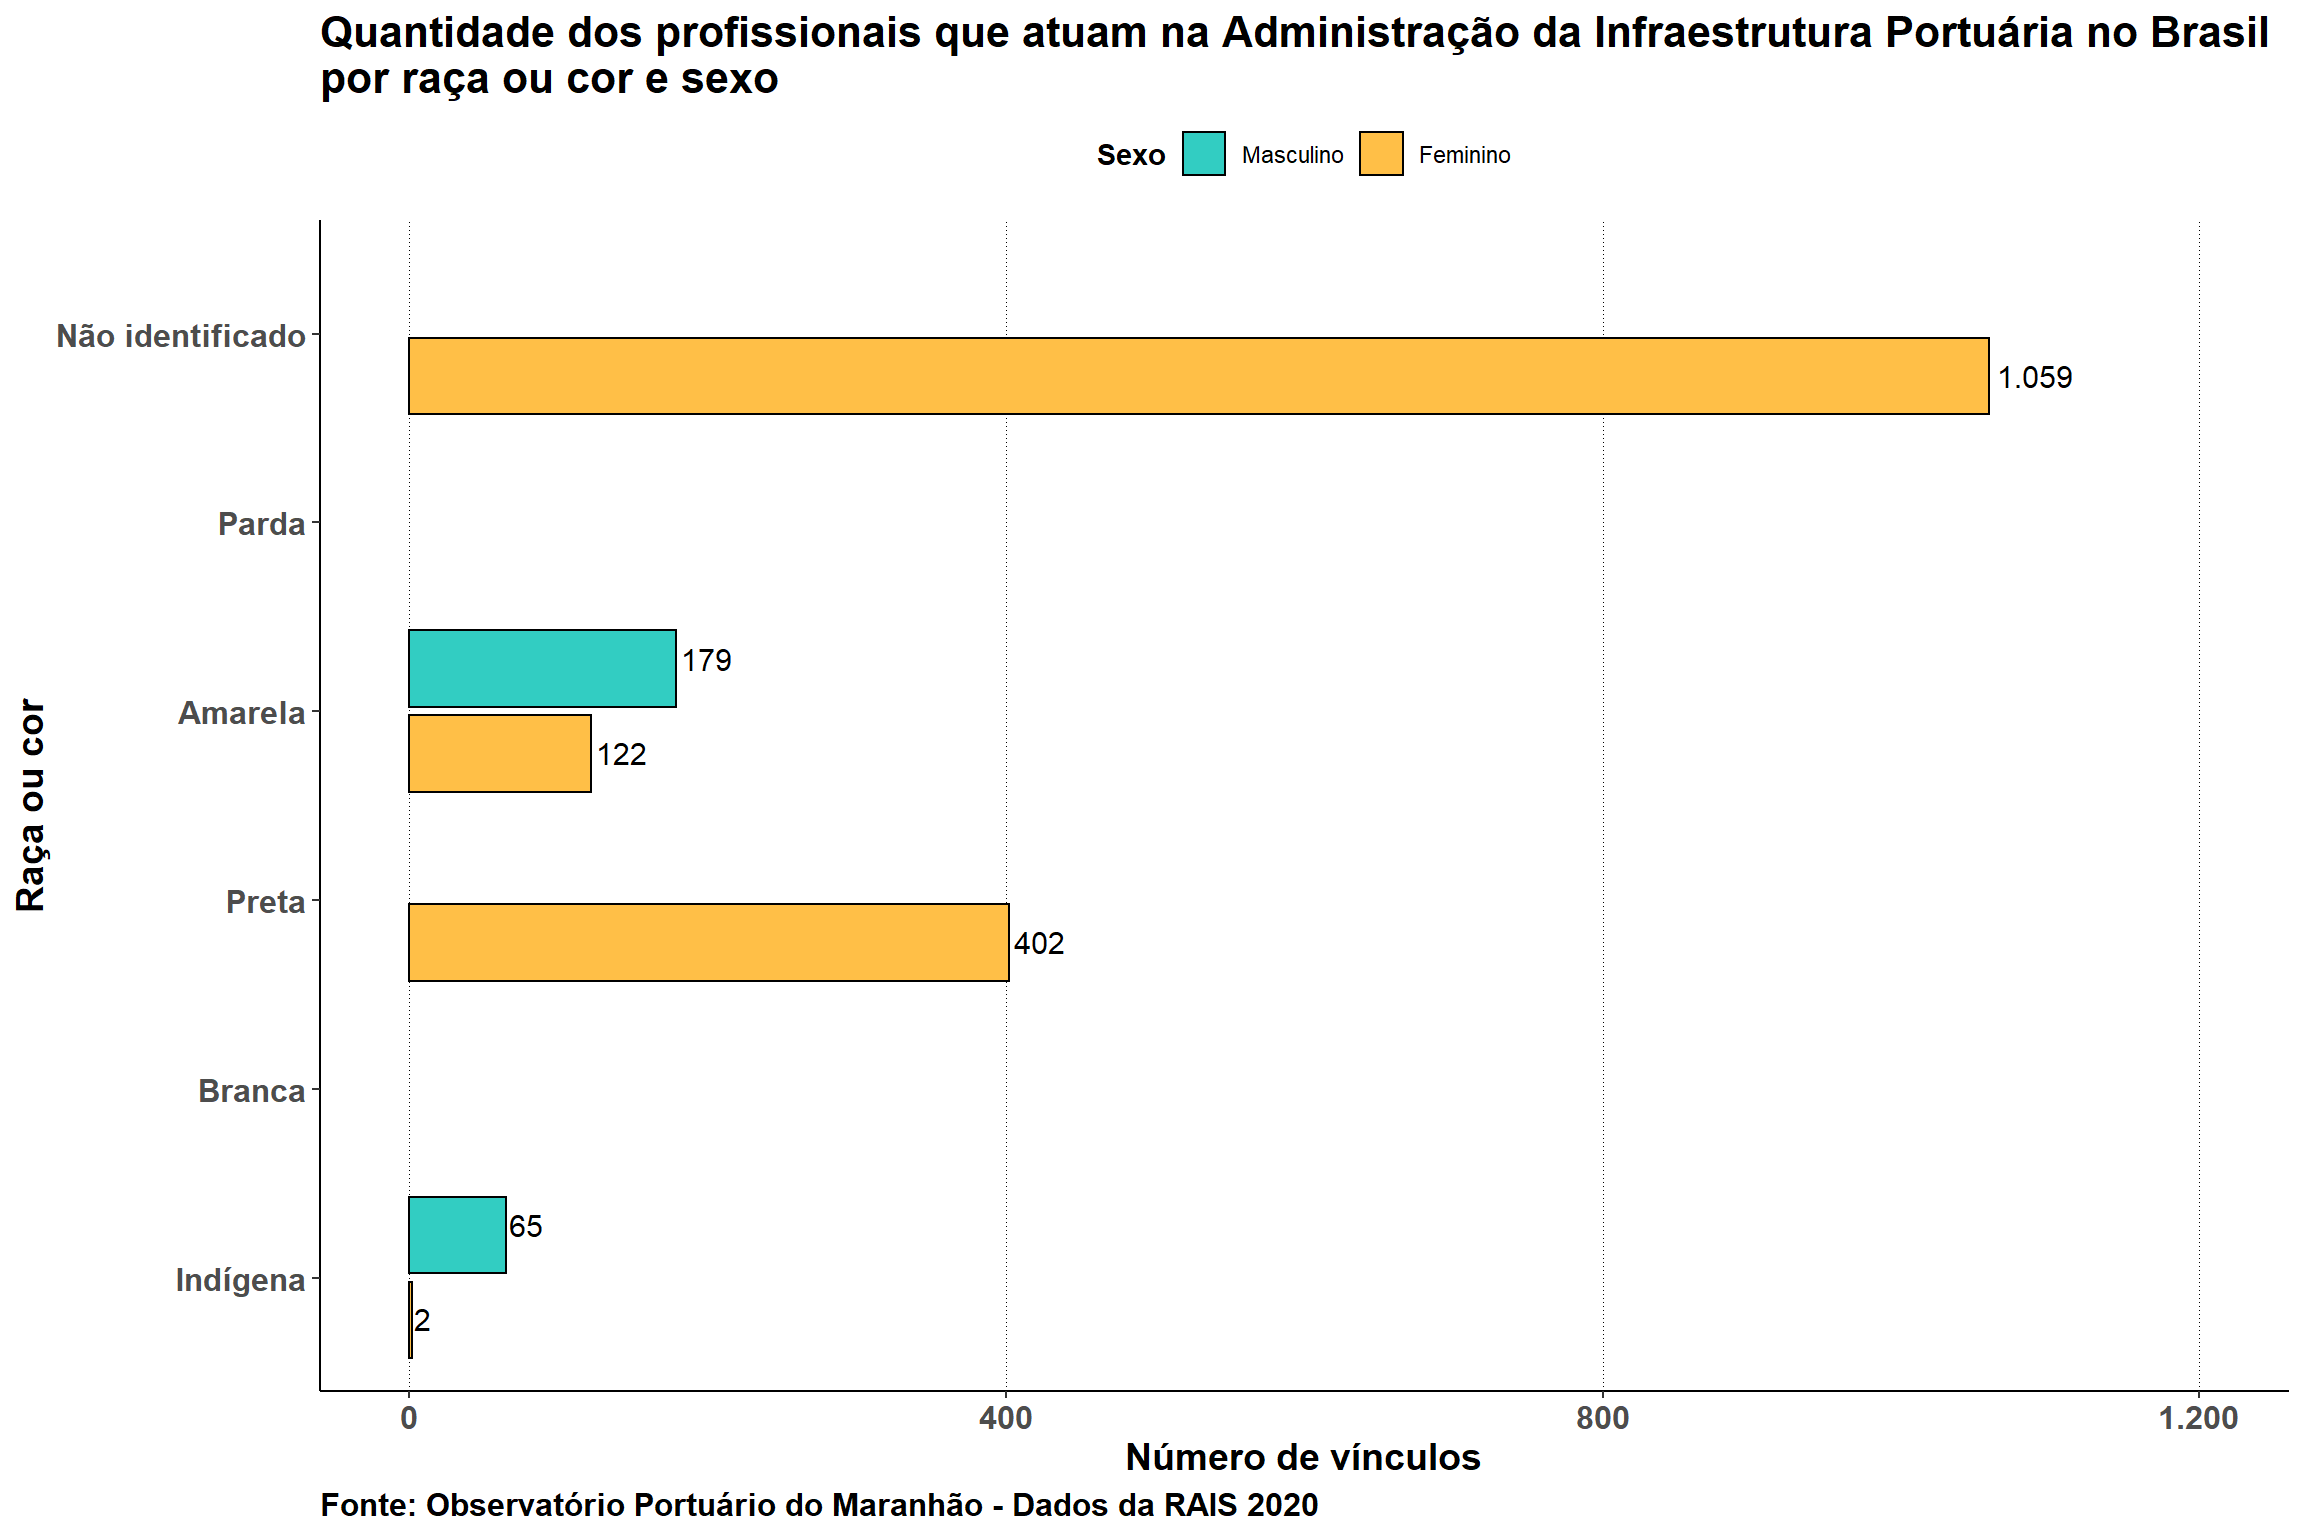 Quantidade dos profissionais que atuam na Administração da Infraestrutura Portuária no Brasil
por raça ou cor e sexo
Sexo Masculino Feminino
Raça ou cor
Não identificado
1.059
Parda
Amarela
179
122
Preta
402
Branca
Indígena
65
2
0 400 800 1.200
Número de vínculos
Fonte: Observatório Portuário do Maranhão - Dados da RAIS 2020